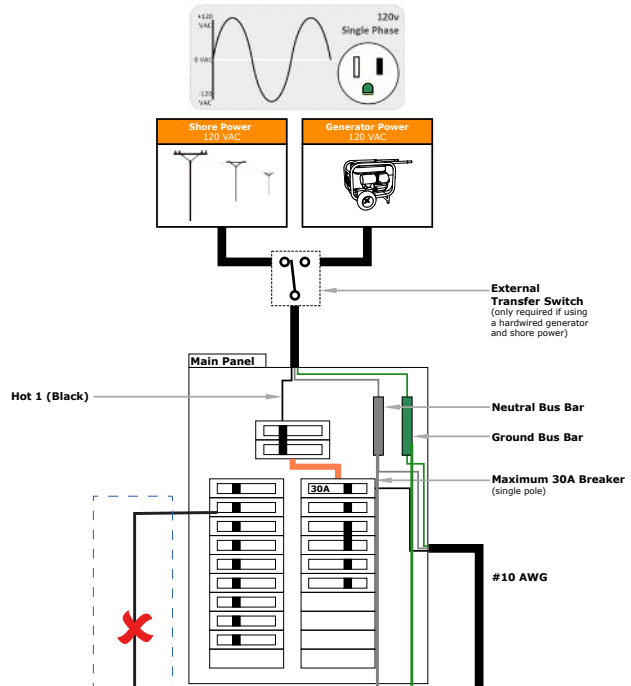 +120
VAC
0 VAC
-120
VAC
120v
Single Phase
Shore Power
120 VAC
Generator Power
120 VAC
External
Transfer Switch
(only required if using
a hardwired generator
and shore power)
Main Panel
Hot 1 (Black)
Neutral Bus Bar
Ground Bus Bar
Maximum 30A Breaker
(single pole)
30A
#10 AWG